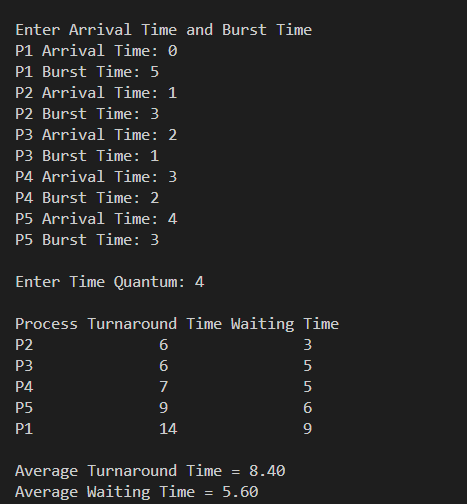 Enter Arrival Time and Burst Time
P1 Arrival Time: 0
P1 Burst Time: 5
P2 Arrival Time: 1
P2 Burst Time: 3
P3 Arrival Time: 2
P3 Burst Time: 1
P4 Arrival Time: 3
P4 Burst Time: 2
P5 Arrival Time: 4
P5 Burst Time: 3

Enter Time Quantum: 4

Process Turnaround Time Waiting Time
P2              6               3
P3              6               5
P4              7               5
P5              9               6
P1              14              9

Average Turnaround Time = 8.40
Average Waiting Time = 5.60